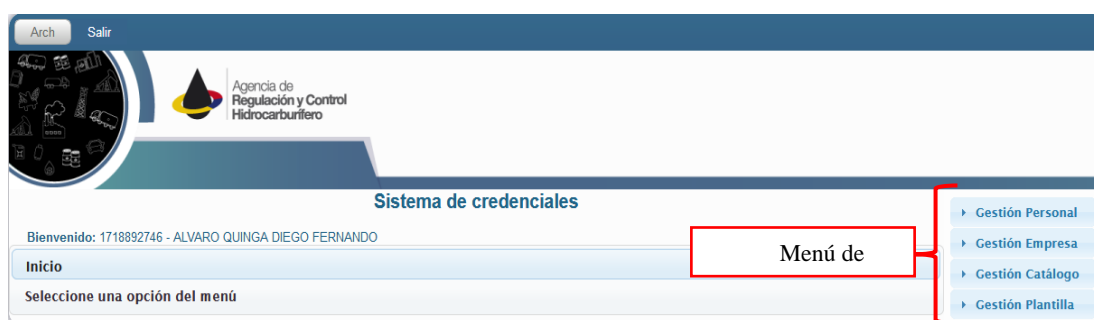 Arch Salir
Agencia de
Regulación y Control
Hidrocarburífero
Sistema de credenciales
Bienvenido: 1718892746 - ALVARO QUINGA DIEGO FERNANDO
Inicio
Seleccione una opción del menú
Menú de
Gestión Personal
Gestión Empresa
Gestión Catálogo
Gestión Plantilla